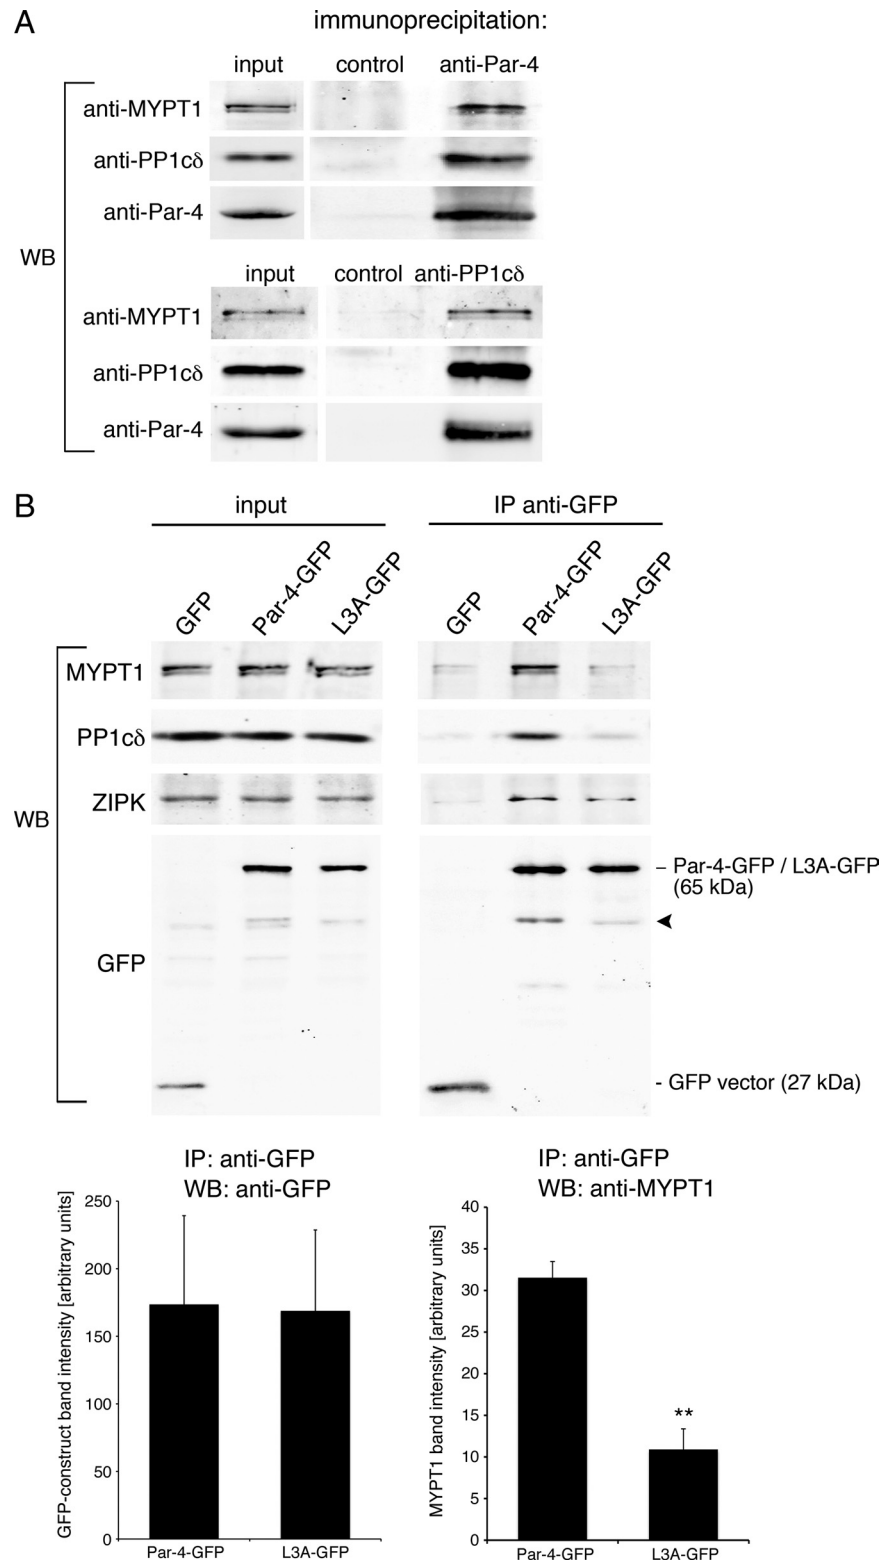 A
immunoprecipitation:
input control anti-Par-4
WB
anti-MYPT1
anti-PP1cδ
anti-Par-4
input control anti-PP1cδ
anti-MYPT1
anti-PP1cδ
anti-Par-4
B
input IP anti-GFP
GFP Par-4-GFP L3A-GFP GFP Par-4-GFP L3A-GFP
WB
MYPT1
PP1cδ
ZIPK
GFP
Par-4-GFP / L3A-GFP
(65 kDa)
- GFP vector (27 kDa)
IP: anti-GFP
WB: anti-GFP
GFP-construct band intensity [arbitrary units]
250
200
150
100
50
0
Par-4-GFP L3A-GFP
IP: anti-GFP
WB: anti-MYPT1
MYPT1 band intensity [arbitrary units]
40
35
30
25
20
15
10
5
0
**
Par-4-GFP L3A-GFP